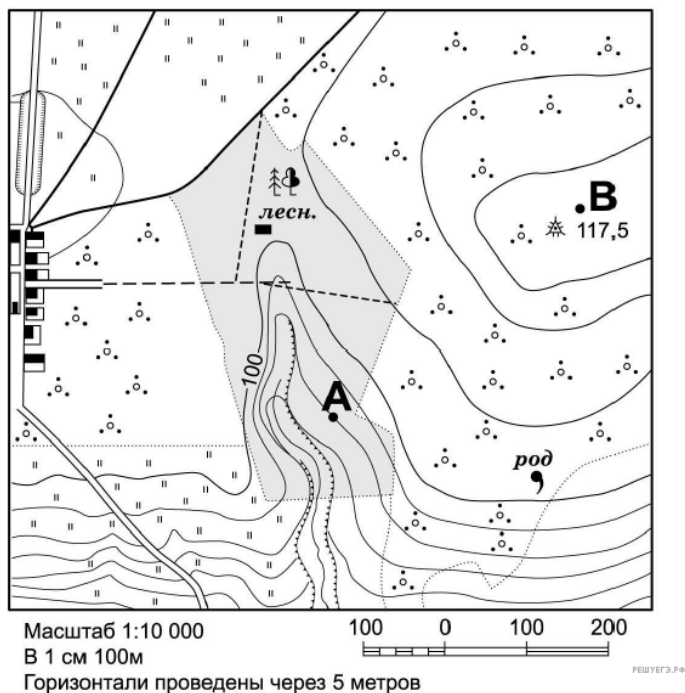 лесн.
В
117,5
100
А
род
Масштаб 1:10 000
В 1 см 100м
Горизонтали проведены через 5 метров
100 0 100 200
РЕШУЕГЭ.РФ